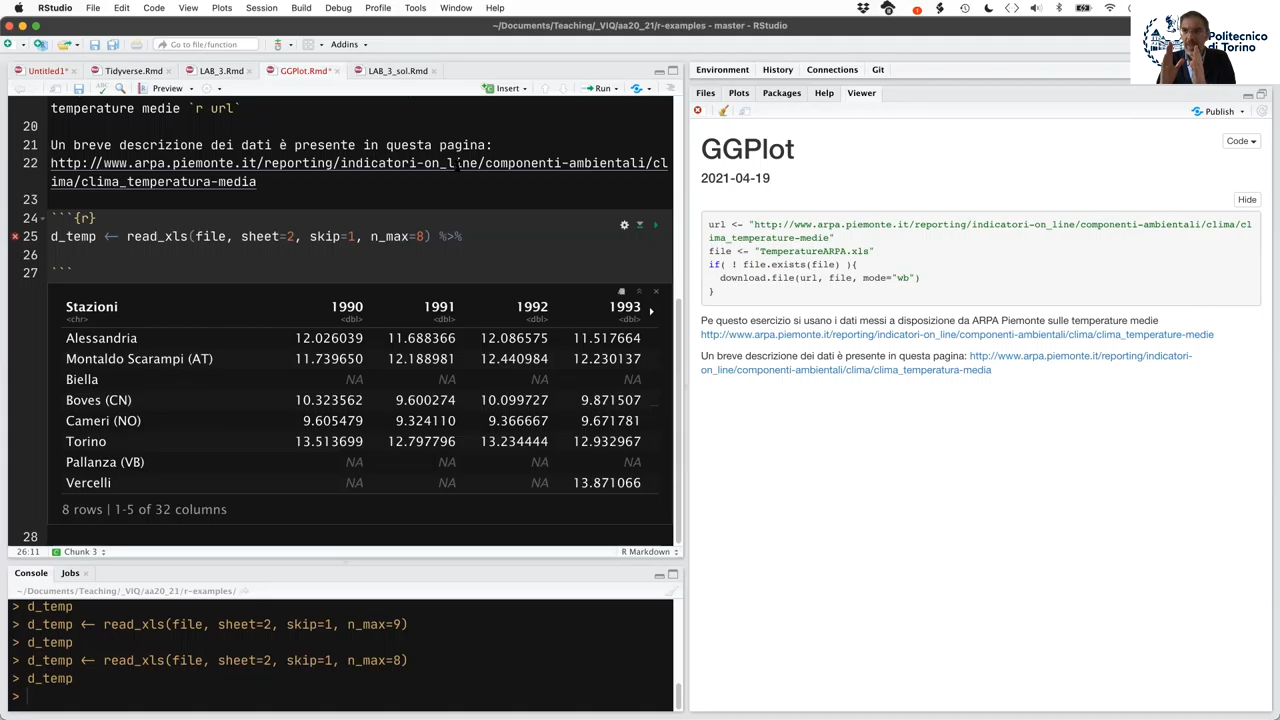 RStudio File Edit Code View Plots Session Build Debug Profile Tools Window Help
~/Documents/Teaching/_VIQ/aa20_21/r-examples - master - RStudio
Politecnico
di Torino
Go to file/function Addins
Untitled1* Tidyverse.Rmd LAB_3.Rmd GGPlot.Rmd* LAB_3_sol.Rmd
Environment History Connections Git
Preview Insert Run
Files Plots Packages Help Viewer
Publish
temperature medie `r url`
20
21 Un breve descrizione dei dati è presente in questa pagina:
22 http://www.arpa.piemonte.it/reporting/indicatori-on_line/componenti-ambientali/cl
ima/clima_temperatura-media
23
24 ```{r}
25 d_temp <- read_xls(file, sheet=2, skip=1, n_max=8) %>%
26
27 ```
Stazioni 1990 1991 1992 1993
<chr> <dbl> <dbl> <dbl> <dbl>
Alessandria 12.026039 11.688366 12.086575 11.517664
Montaldo Scarampi (AT) 11.739650 12.188981 12.440984 12.230137
Biella NA NA NA NA
Boves (CN) 10.323562 9.600274 10.099727 9.871507
Cameri (NO) 9.605479 9.324110 9.366667 9.671781
Torino 13.513699 12.797796 13.234444 12.932967
Pallanza (VB) NA NA NA NA
Vercelli NA NA NA 13.871066
8 rows | 1-5 of 32 columns
28
26:11 Chunk 3 R Markdown
Console Jobs
~/Documents/Teaching/_VIQ/aa20_21/r-examples/
> d_temp
> d_temp <- read_xls(file, sheet=2, skip=1, n_max=9)
> d_temp
> d_temp <- read_xls(file, sheet=2, skip=1, n_max=8)
> d_temp
>
GGPlot
Code
2021-04-19
Hide
url <- "http://www.arpa.piemonte.it/reporting/indicatori-on_line/componenti-ambientali/clima/cl
ima_temperature-medie"
file <- "TemperatureARPA.xls"
if( ! file.exists(file) ){
download.file(url, file, mode="wb")
}
Pe questo esercizio si usano i dati messi a disposizione da ARPA Piemonte sulle temperature medie
http://www.arpa.piemonte.it/reporting/indicatori-on_line/componenti-ambientali/clima/clima_temperature-medie
Un breve descrizione dei dati è presente in questa pagina: http://www.arpa.piemonte.it/reporting/indicatori-
on_line/componenti-ambientali/clima/clima_temperatura-media